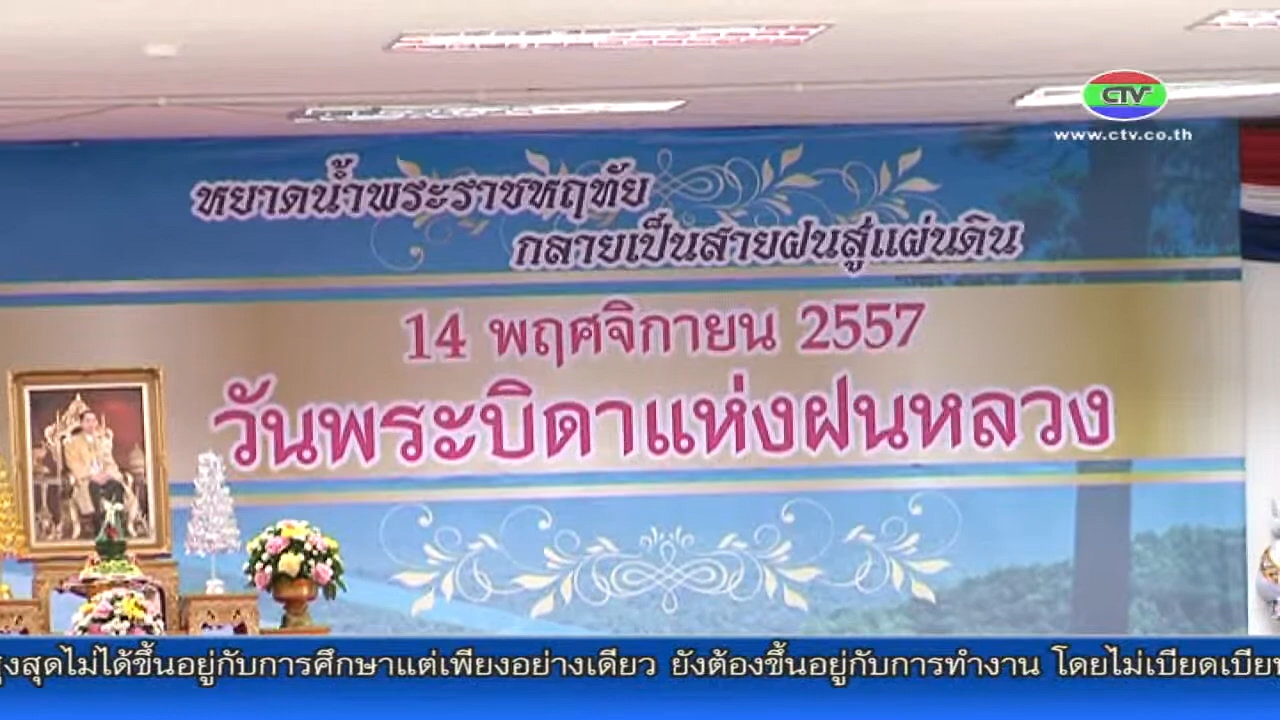 CTV
www.ctv.co.th
หยาดน้ำพระราชหฤทัย
กลายเป็นสายฝนสู่แผ่นดิน
14 พฤศจิกายน 2557
วันพระบิดาแห่งฝนหลวง
สูงสุดไม่ได้ขึ้นอยู่กับการศึกษาแต่เพียงอย่างเดียว ยังต้องขึ้นอยู่กับการทำงาน โดยไม่เบียดเบียน